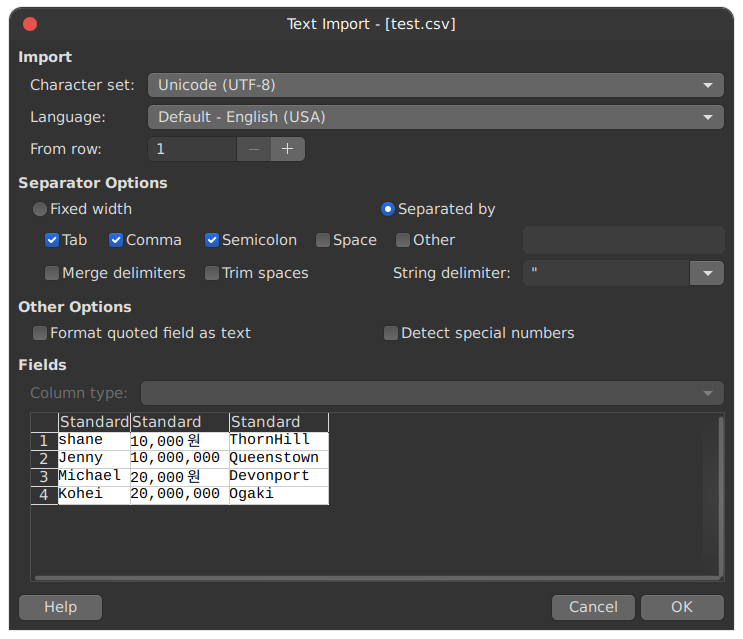 Text Import - [test.csv]
Import
Character set: Unicode (UTF-8)
Language: Default - English (USA)
From row: 1 − +
Separator Options
Fixed width Separated by
Tab Comma Semicolon Space Other
Merge delimiters Trim spaces String delimiter: "
Other Options
Format quoted field as text Detect special numbers
Fields
Column type:
Standard Standard Standard
1 shane 10,000원 ThornHill
2 Jenny 10,000,000 Queenstown
3 Michael 20,000원 Devonport
4 Kohei 20,000,000 Ogaki
Help Cancel OK